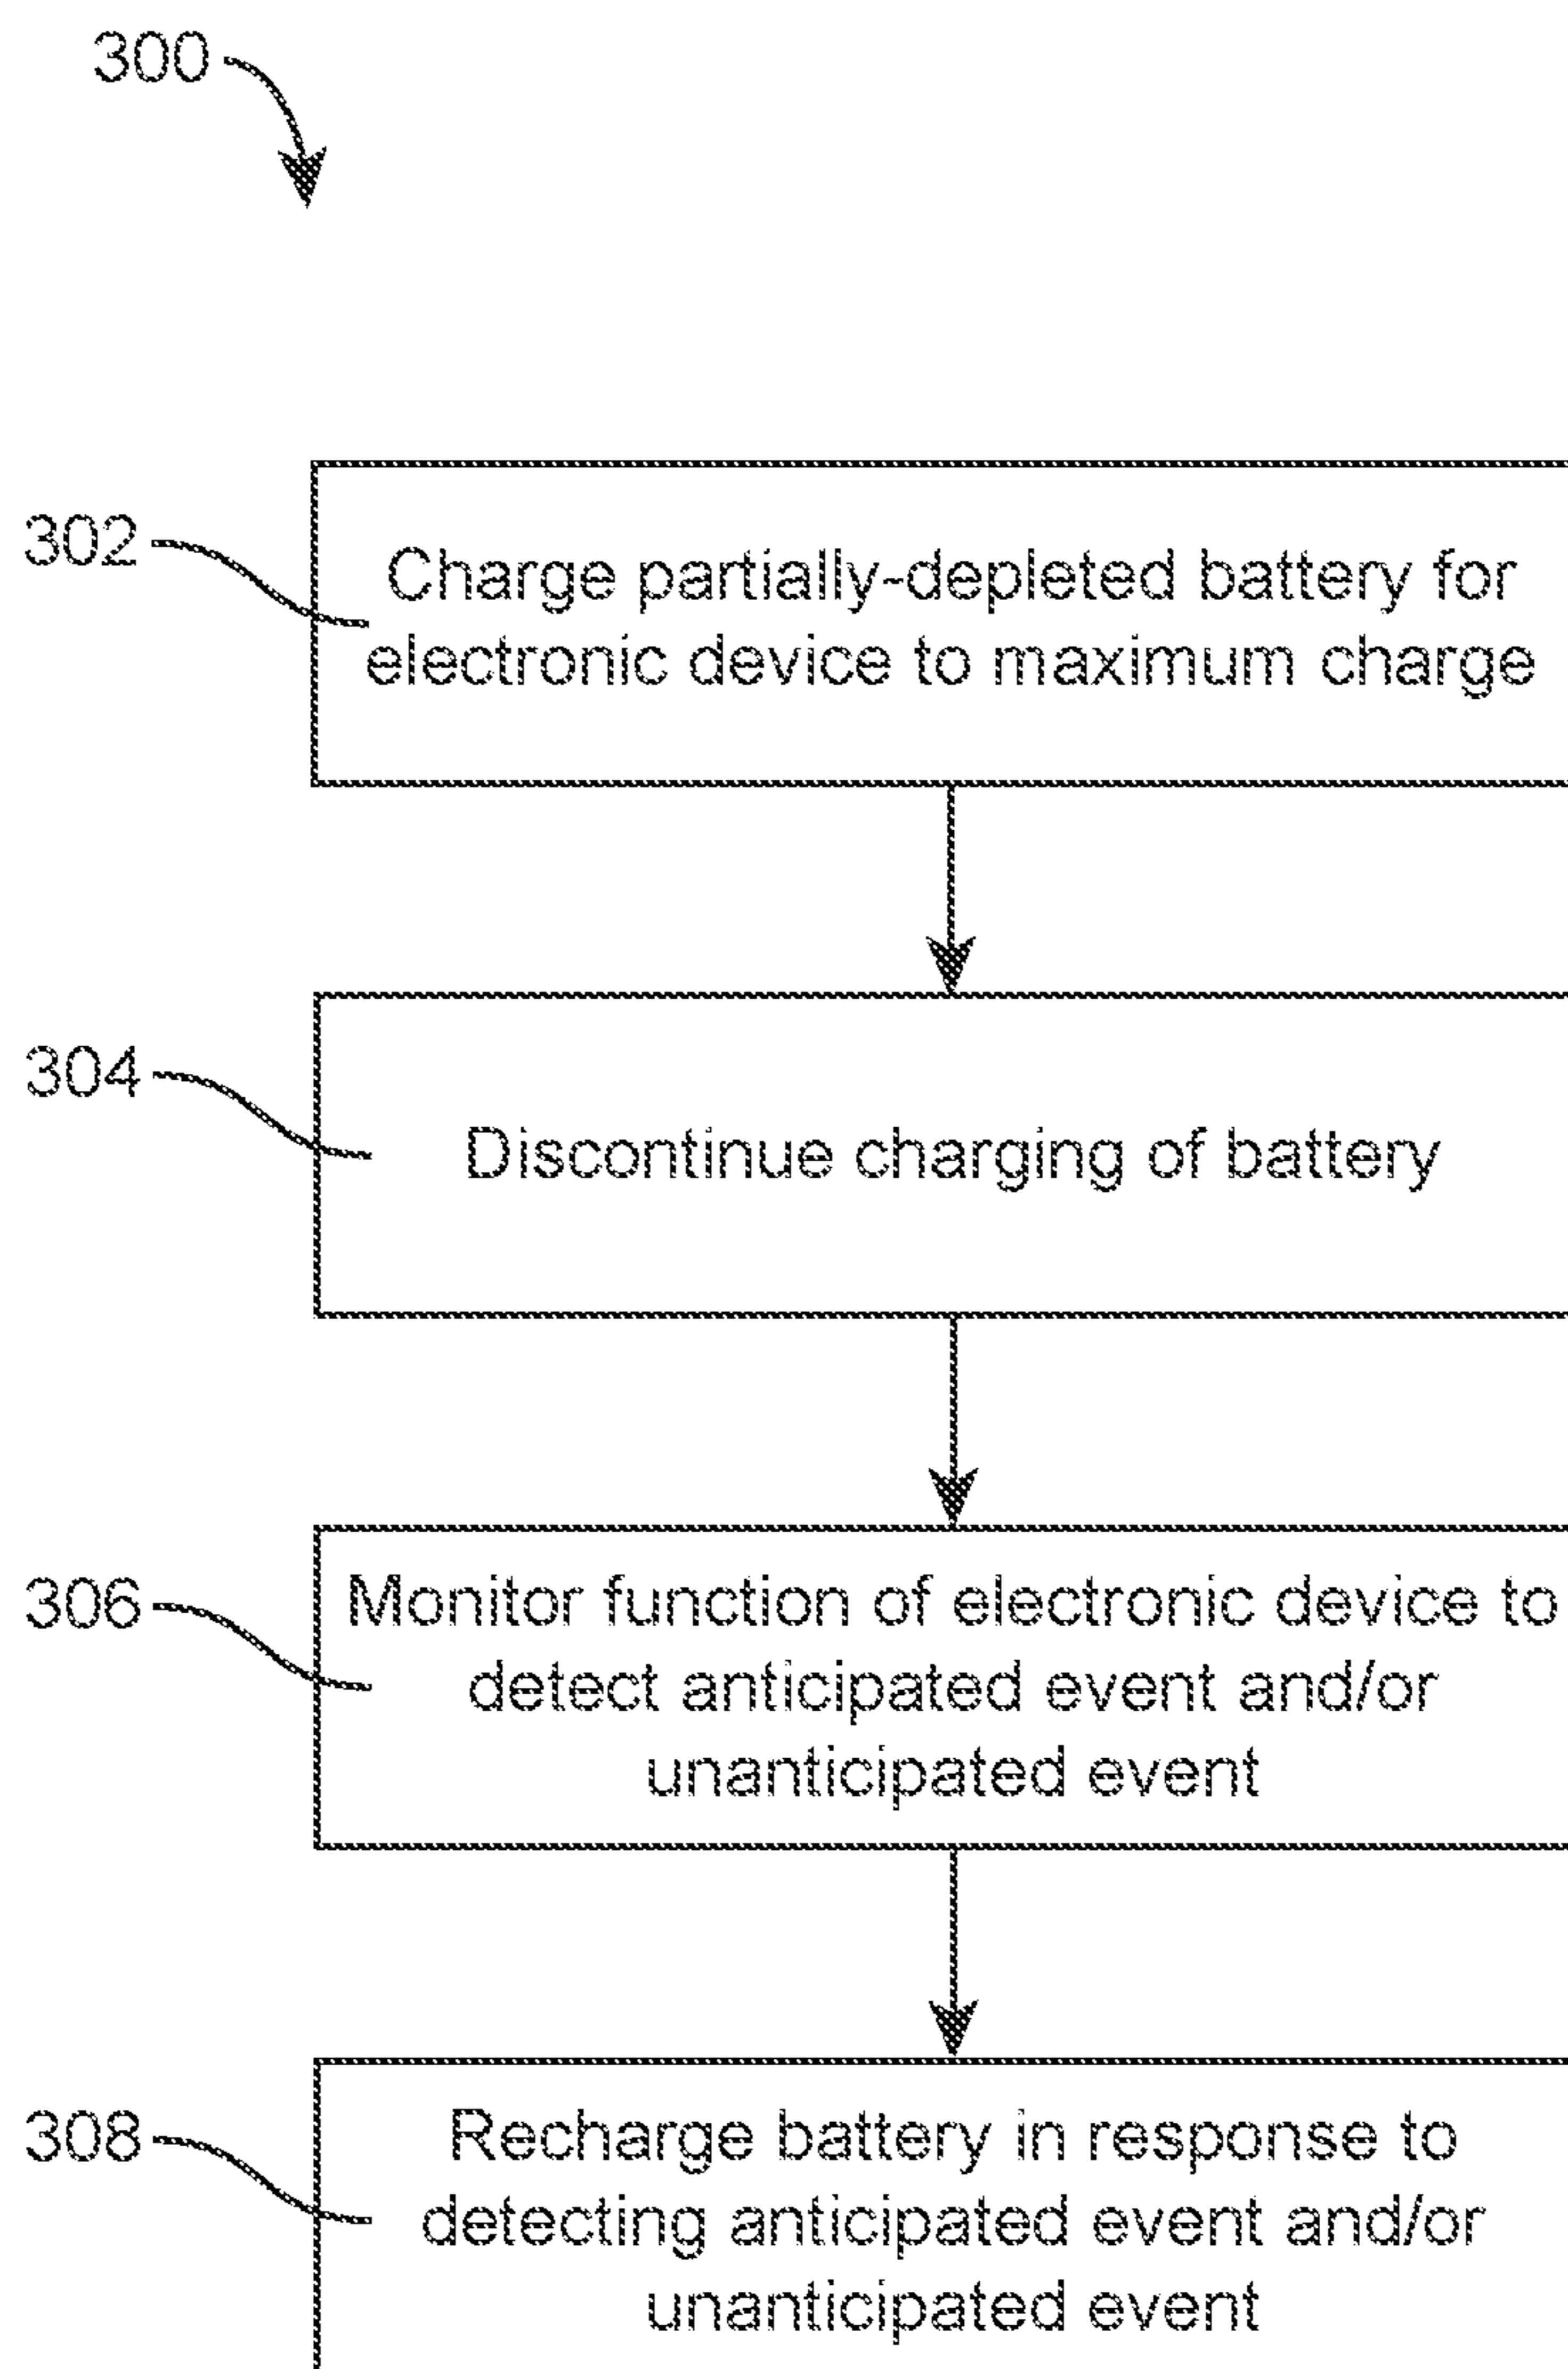 300
302
Charge partially-depleted battery for
electronic device to maximum charge
304
Discontinue charging of battery
306
Monitor function of electronic device to
detect anticipated event and/or
unanticipated event
308
Recharge battery in response to
detecting anticipated event and/or
unanticipated event